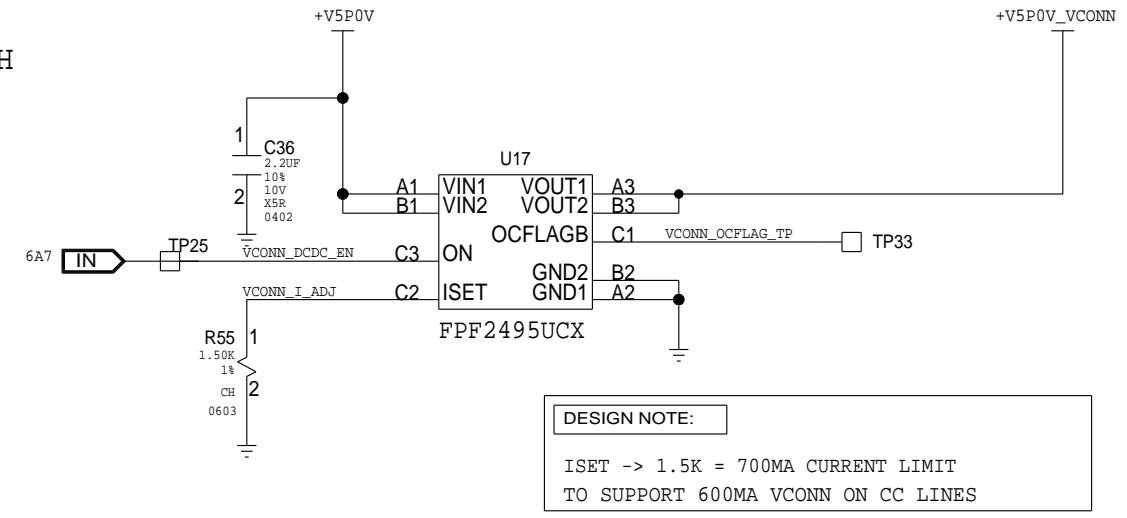 +V5P0V
+V5P0V_VCONN
H
1
C36
2.2UF
10%
10V
X5R
0402
2
U17
A1 VIN1 VOUT1 A3
B1 VIN2 VOUT2 B3
OCFLAGB C1 VCONN_OCFLAG_TP TP33
6A7 IN TP25 VCONN_DCDC_EN C3 ON
GND2 B2
VCONN_I_ADJ C2 ISET GND1 A2
FPF2495UCX
R55 1
1.50K
1%
CH 2
0603
DESIGN NOTE:
ISET -> 1.5K = 700MA CURRENT LIMIT
TO SUPPORT 600MA VCONN ON CC LINES